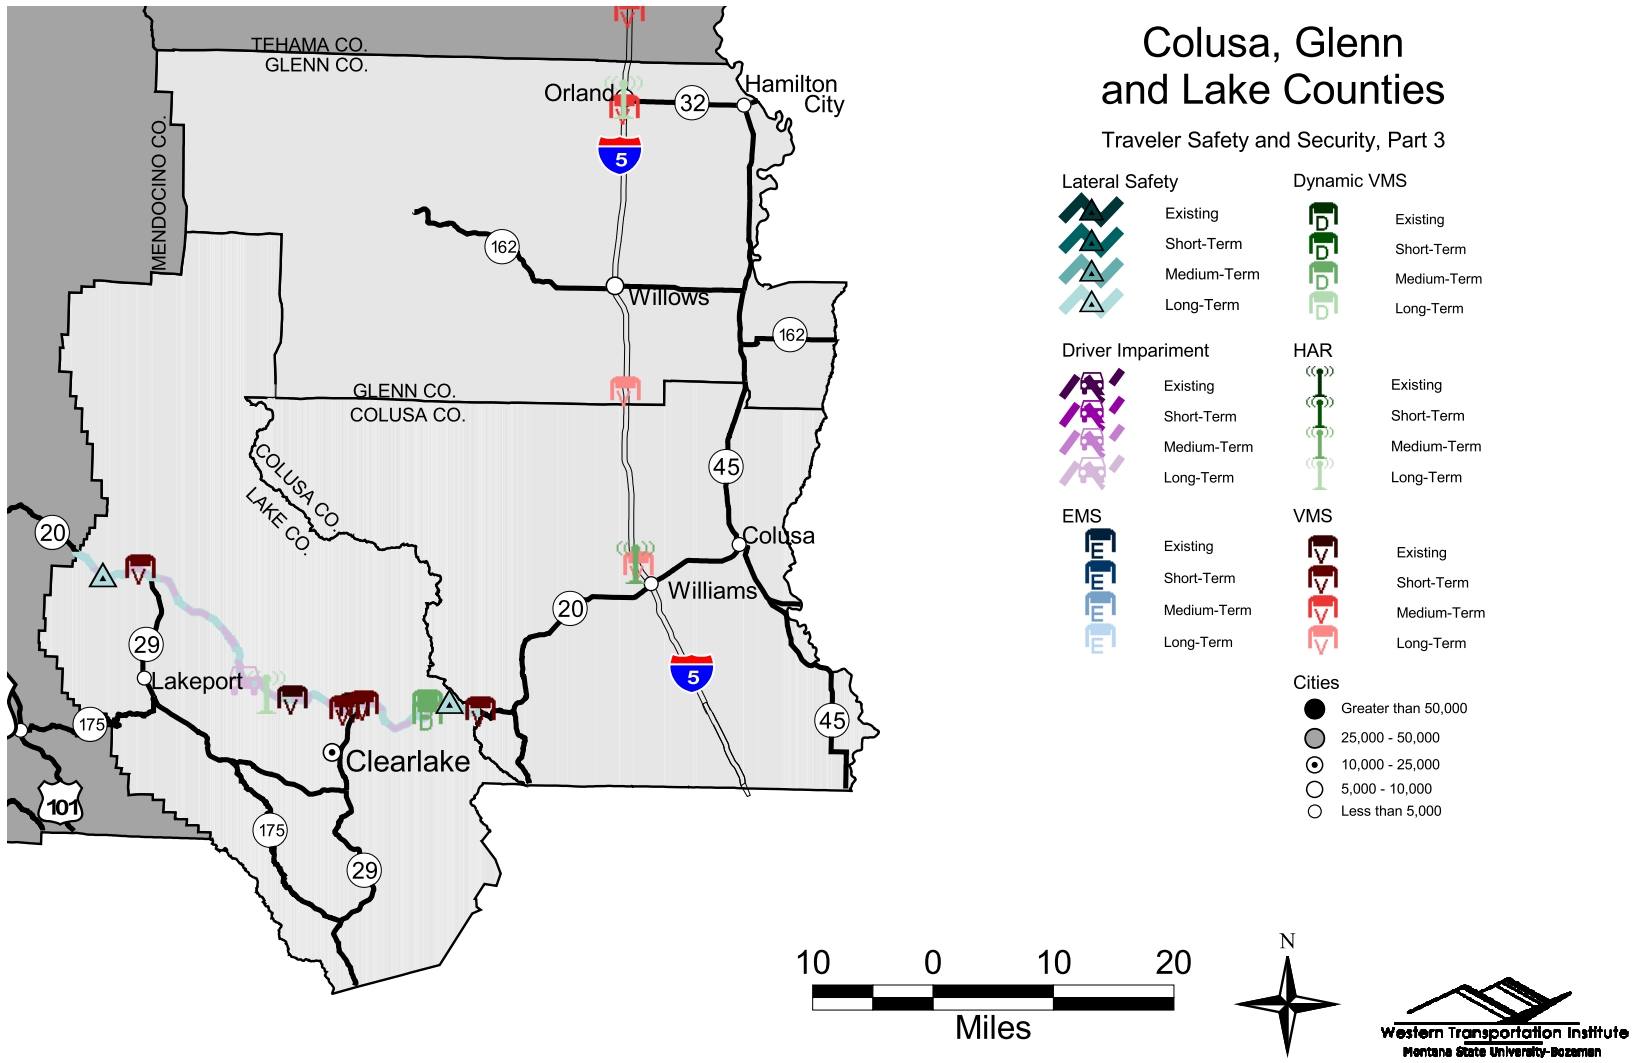 Colusa, Glenn
and Lake Counties
Traveler Safety and Security, Part 3
Lateral Safety
Existing
Short-Term
Medium-Term
Long-Term
Dynamic VMS
D Existing
D Short-Term
D Medium-Term
D Long-Term
Driver Impariment
Existing
Short-Term
Medium-Term
Long-Term
HAR
Existing
Short-Term
Medium-Term
Long-Term
EMS
E Existing
E Short-Term
E Medium-Term
E Long-Term
VMS
V Existing
V Short-Term
V Medium-Term
V Long-Term
Cities
Greater than 50,000
25,000 - 50,000
10,000 - 25,000
5,000 - 10,000
Less than 5,000
V
TEHAMA CO.
GLENN CO.
MENDOCINO CO.
Orland
V
32
Hamilton
City
5
162
Willows
162
GLENN CO.
COLUSA CO.
V
COLUSA CO.
LAKE CO.
45
20
Colusa
V
V
Williams
20
29
Lakeport
5
175
V
V
V
D
V
45
Clearlake
101
175
29
10 0 10 20
Miles
N
Western Transportation Institute
Montana State University-Bozeman